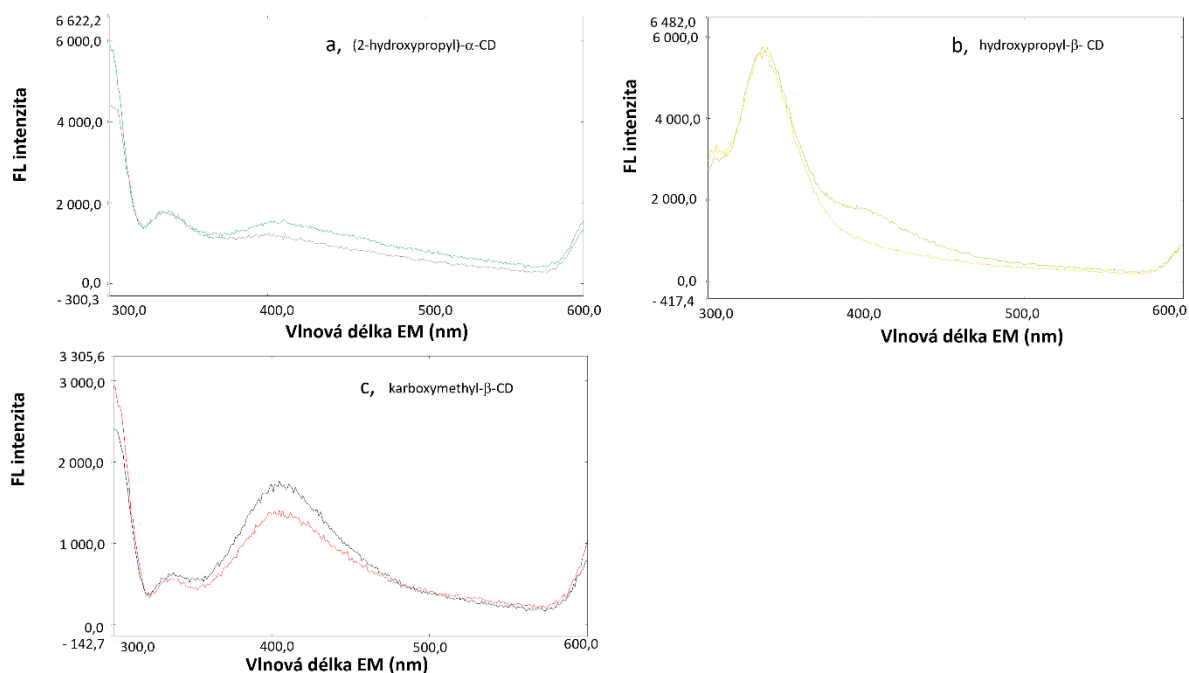 6 622,2
6 000,0
4 000,0
2 000,0
0,0
- 300,3
FL intenzita
a, (2-hydroxypropyl)-α-CD
300,0 400,0 500,0 600,0
Vlnová délka EM (nm)
6 482,0
6 000,0
4 000,0
2 000,0
0,0
- 417,4
FL intenzita
b, hydroxypropyl-β- CD
300,0 400,0 500,0 600,0
Vlnová délka EM (nm)
3 305,6
3 000,0
2 000,0
1 000,0
0,0
- 142,7
FL intenzita
c, karboxymethyl-β-CD
300,0 400,0 500,0 600,0
Vlnová délka EM (nm)